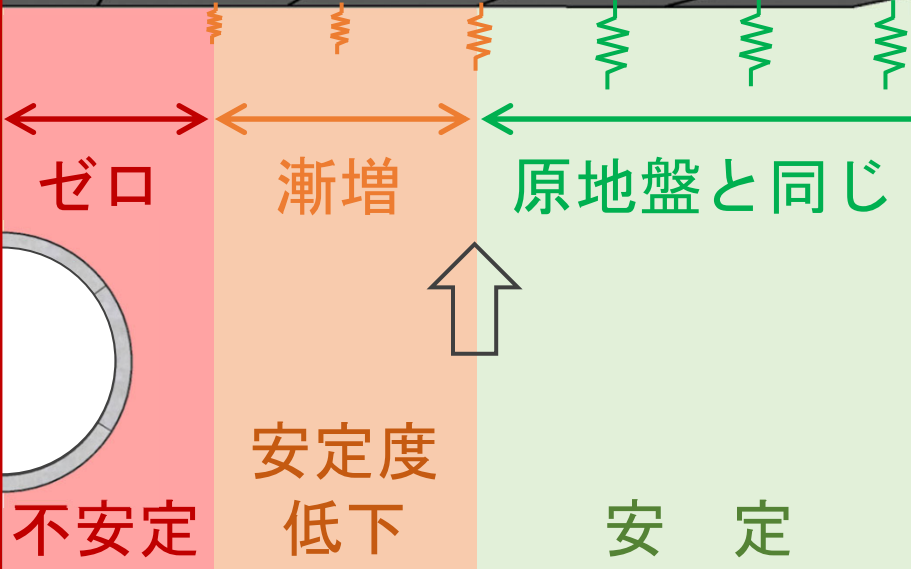 ゼロ
漸増
原地盤と同じ
不安定
安定度
低下
安　定